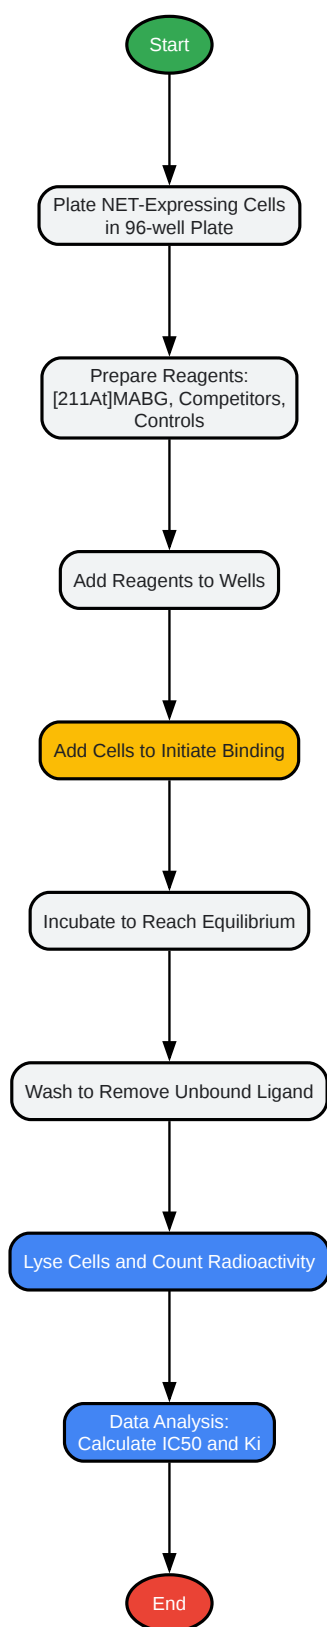 Start
Plate NET-Expressing Cells
in 96-well Plate
Prepare Reagents:
[211At]MABG, Competitors,
Controls
Add Reagents to Wells
Add Cells to Initiate Binding
Incubate to Reach Equilibrium
Wash to Remove Unbound Ligand
Lyse Cells and Count Radioactivity
Data Analysis:
Calculate IC50 and Ki
End